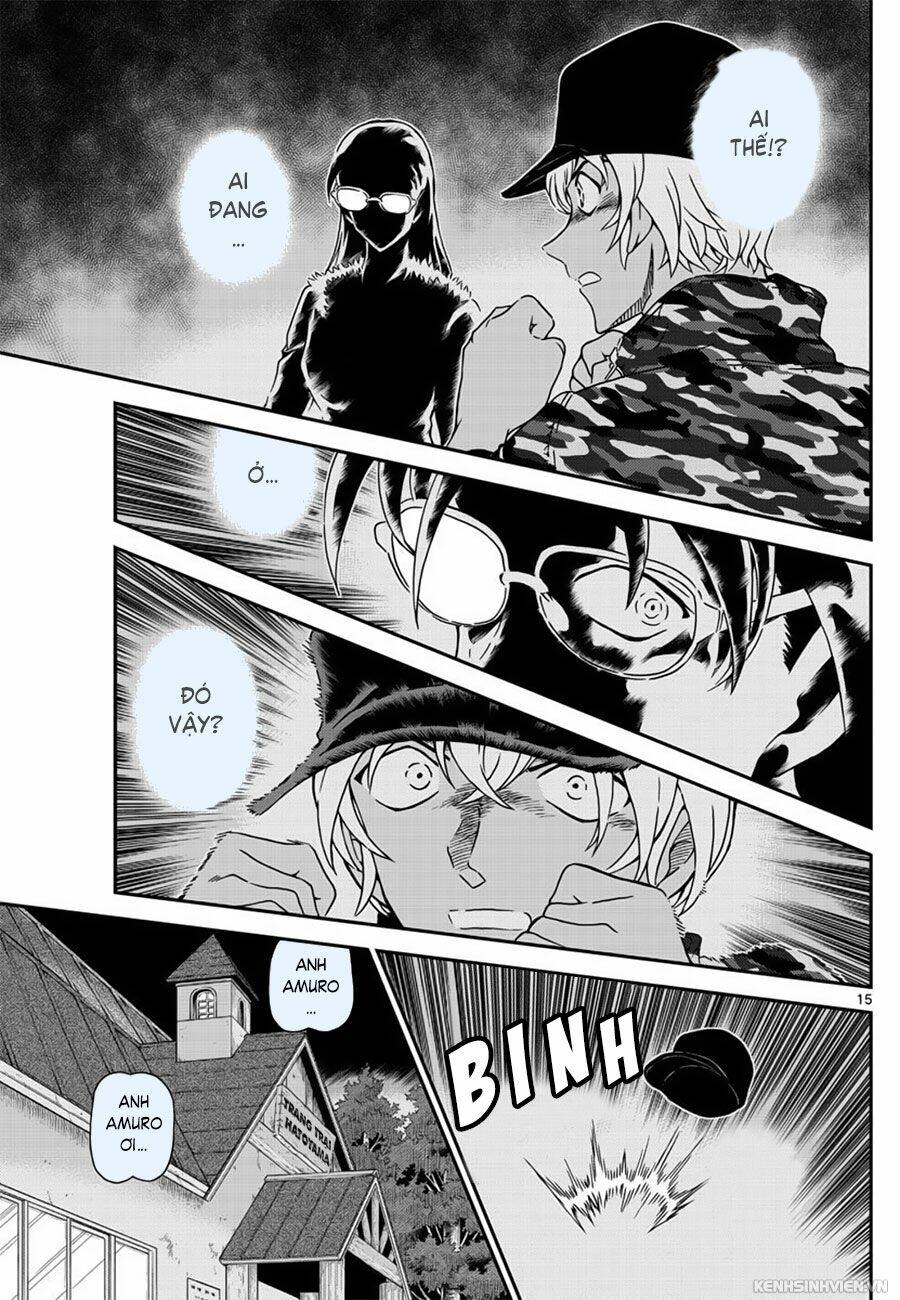 AI
THẾ!?
AI
ĐANG
...
Ở...
ĐÓ
VẬY?
15
BINH
ANH
AMURO
...
ANH
AMURO
ƠI...
TRANG TRẠI
HATOYAMA
KENHSINHVIEN.VN